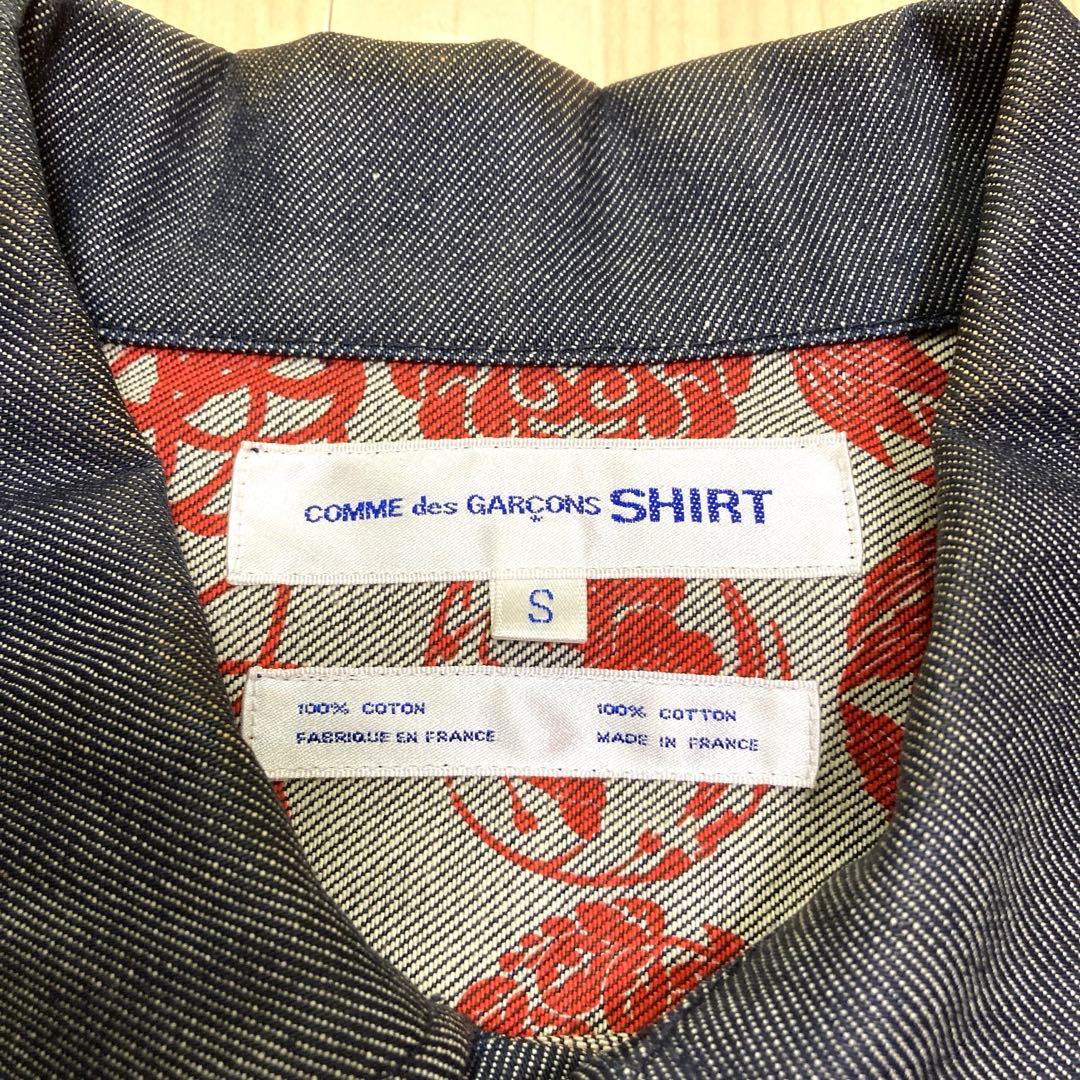 COMME des GARÇONS SHIRT
S
100% COTON 100% COTTON
FABRIQUE EN FRANCE MADE IN FRANCE